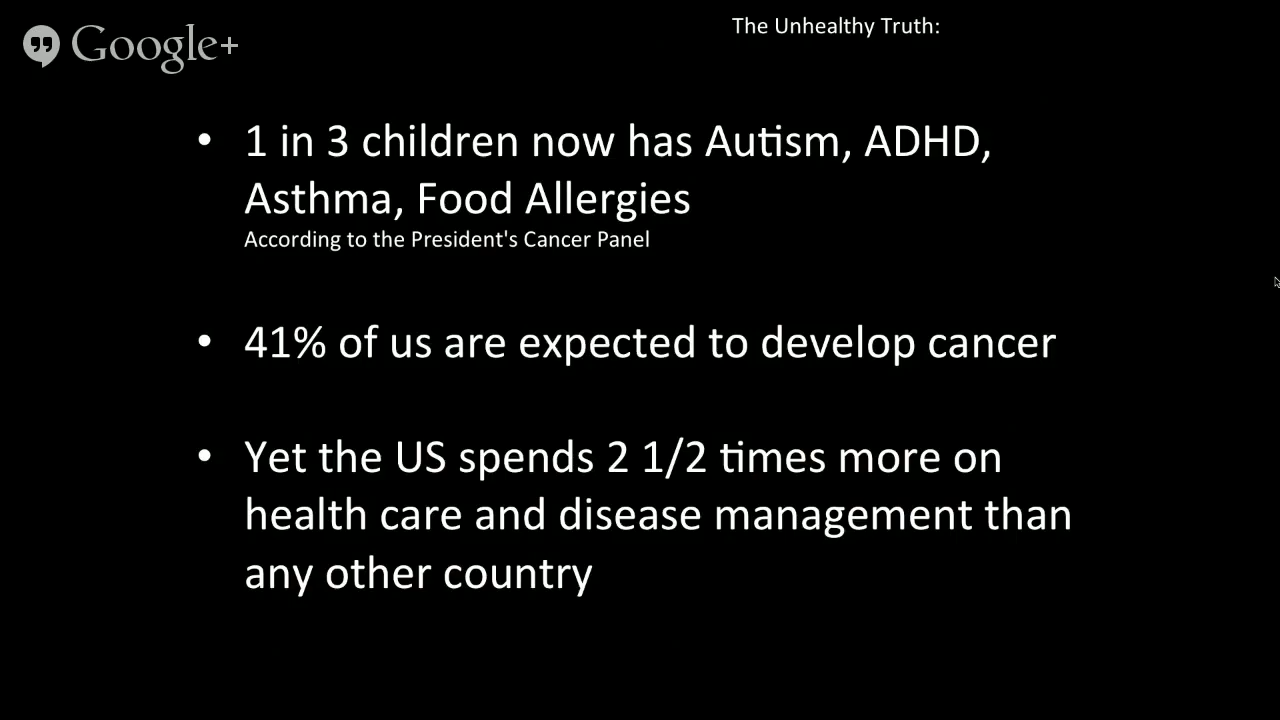 Google+
The Unhealthy Truth:
• 1 in 3 children now has Autism, ADHD,
Asthma, Food Allergies
According to the President's Cancer Panel
• 41% of us are expected to develop cancer
• Yet the US spends 2 1/2 times more on
health care and disease management than
any other country